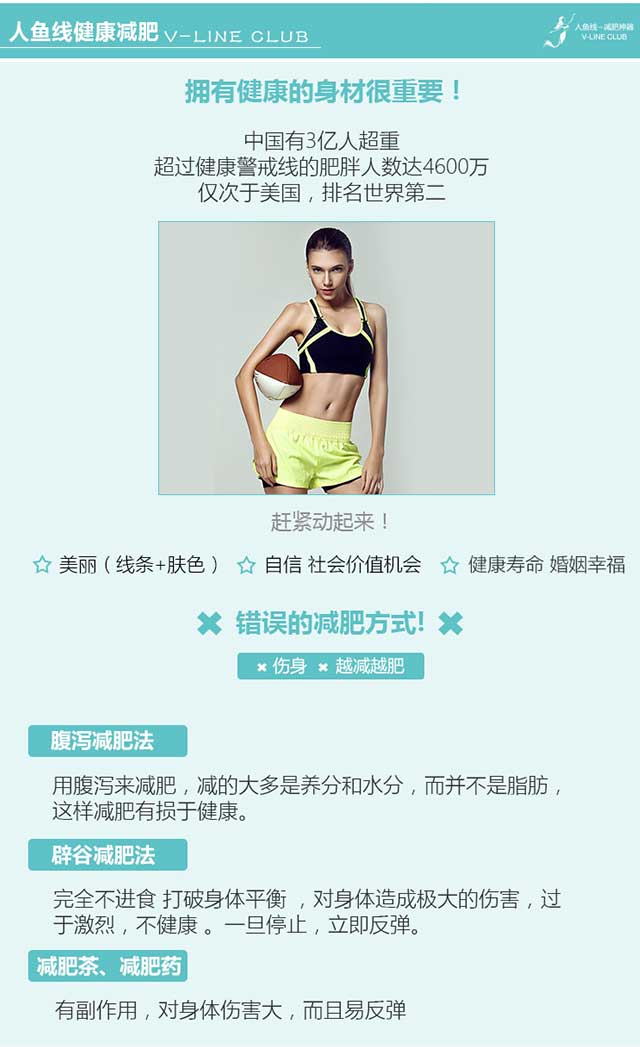 人鱼线健康减肥 V-LINE CLUB
人鱼线-减肥神器
V-LINE CLUB
拥有健康的身材很重要！
中国有3亿人超重
超过健康警戒线的肥胖人数达4600万
仅次于美国，排名世界第二
赶紧动起来！
美丽（线条+肤色） 自信 社会价值机会 健康寿命 婚姻幸福
错误的减肥方式!
伤身 越减越肥
腹泻减肥法
用腹泻来减肥，减的大多是养分和水分，而并不是脂肪，
这样减肥有损于健康。
辟谷减肥法
完全不进食 打破身体平衡 ，对身体造成极大的伤害，过
于激烈，不健康 。一旦停止，立即反弹。
减肥茶、减肥药
有副作用，对身体伤害大，而且易反弹